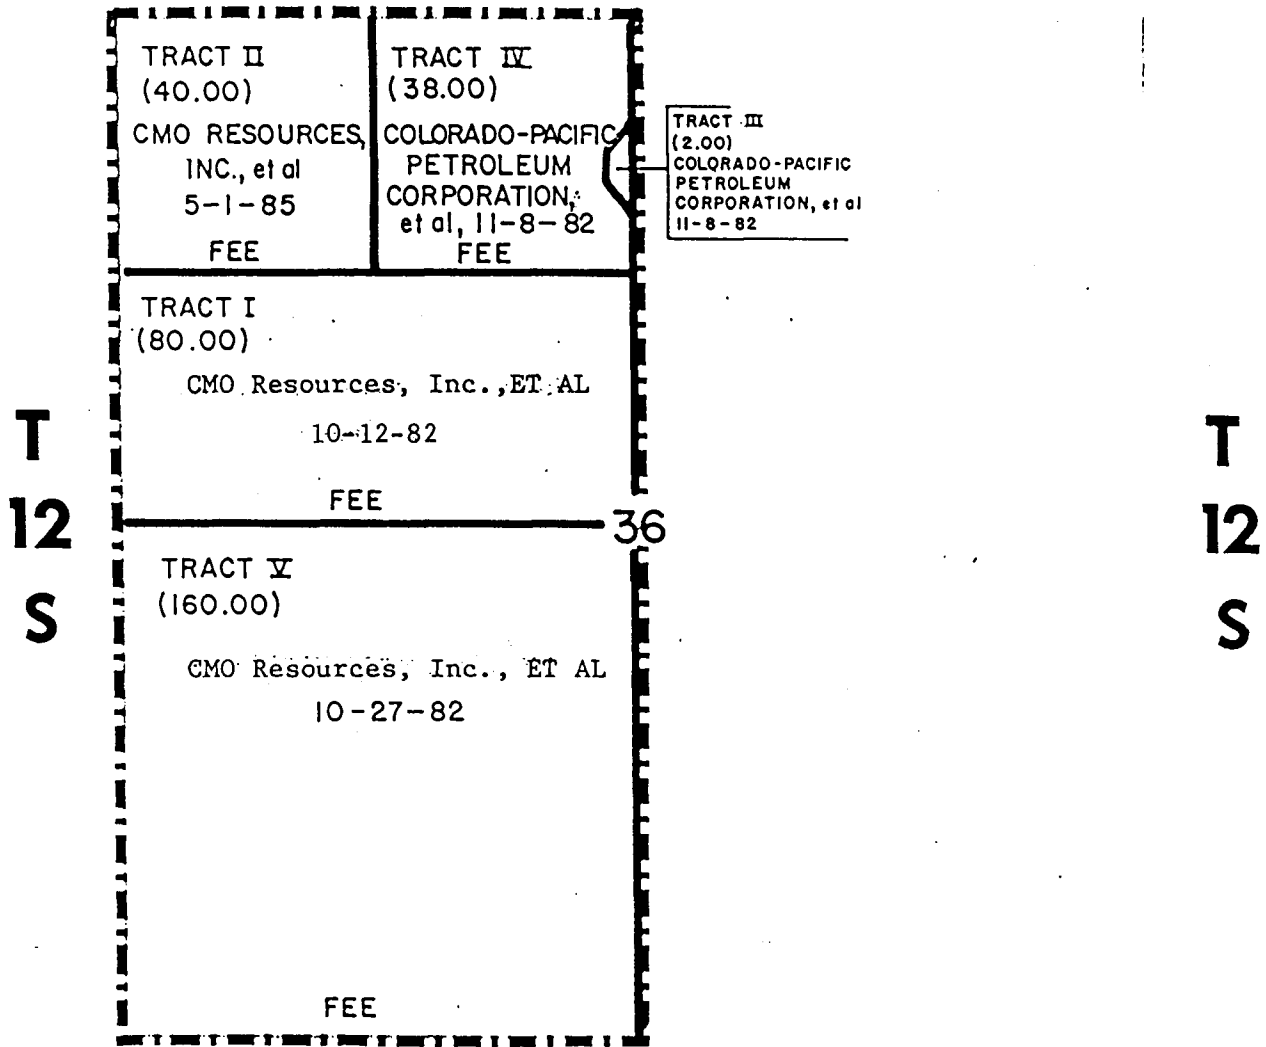 TRACT II
(40.00)
CMO RESOURCES,
INC., et al
5-1-85
FEE
TRACT IV
(38.00)
COLORADO-PACIFIC
PETROLEUM
CORPORATION,
et al, 11-8-82
FEE
TRACT III
(2.00)
COLORADO-PACIFIC
PETROLEUM
CORPORATION, et al
11-8-82
TRACT I
(80.00)
CMO Resources, Inc., ET AL
10-12-82
FEE
T
12
S
36
T
12
S
TRACT V
(160.00)
CMO Resources, Inc., ET AL
10-27-82
FEE